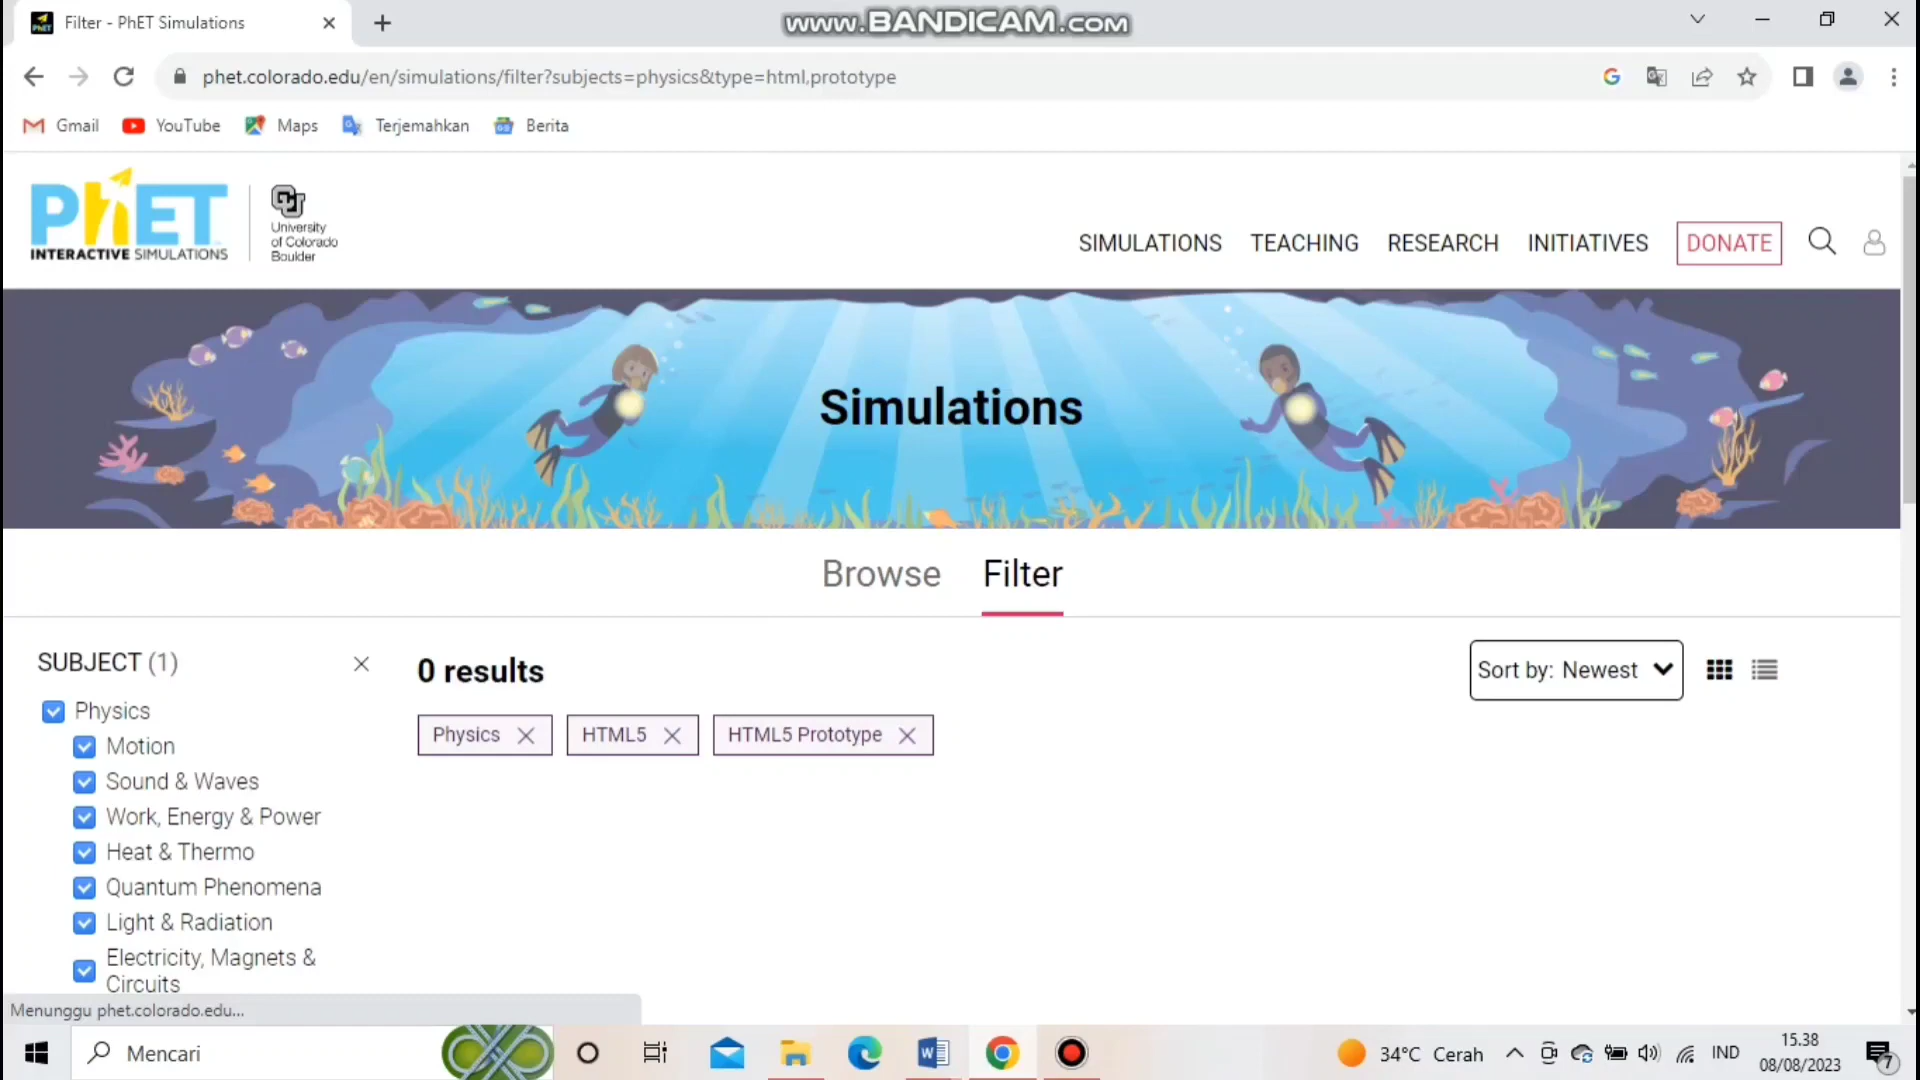 Filter - PhET Simulations
www.BANDICAM.com
phet.colorado.edu/en/simulations/filter?subjects=physics&type=html,prototype
Gmail YouTube Maps Terjemahkan Berita
PhET
INTERACTIVE SIMULATIONS
University
of Colorado
Boulder
SIMULATIONS TEACHING RESEARCH INITIATIVES DONATE
Simulations
Browse Filter
SUBJECT (1)
0 results
Sort by: Newest
Physics
Physics HTML5 HTML5 Prototype
Motion
Sound & Waves
Work, Energy & Power
Heat & Thermo
Quantum Phenomena
Light & Radiation
Electricity, Magnets &
Circuits
Menunggu phet.colorado.edu...
Mencari
34°C Cerah
IND
15.38
08/08/2023
7